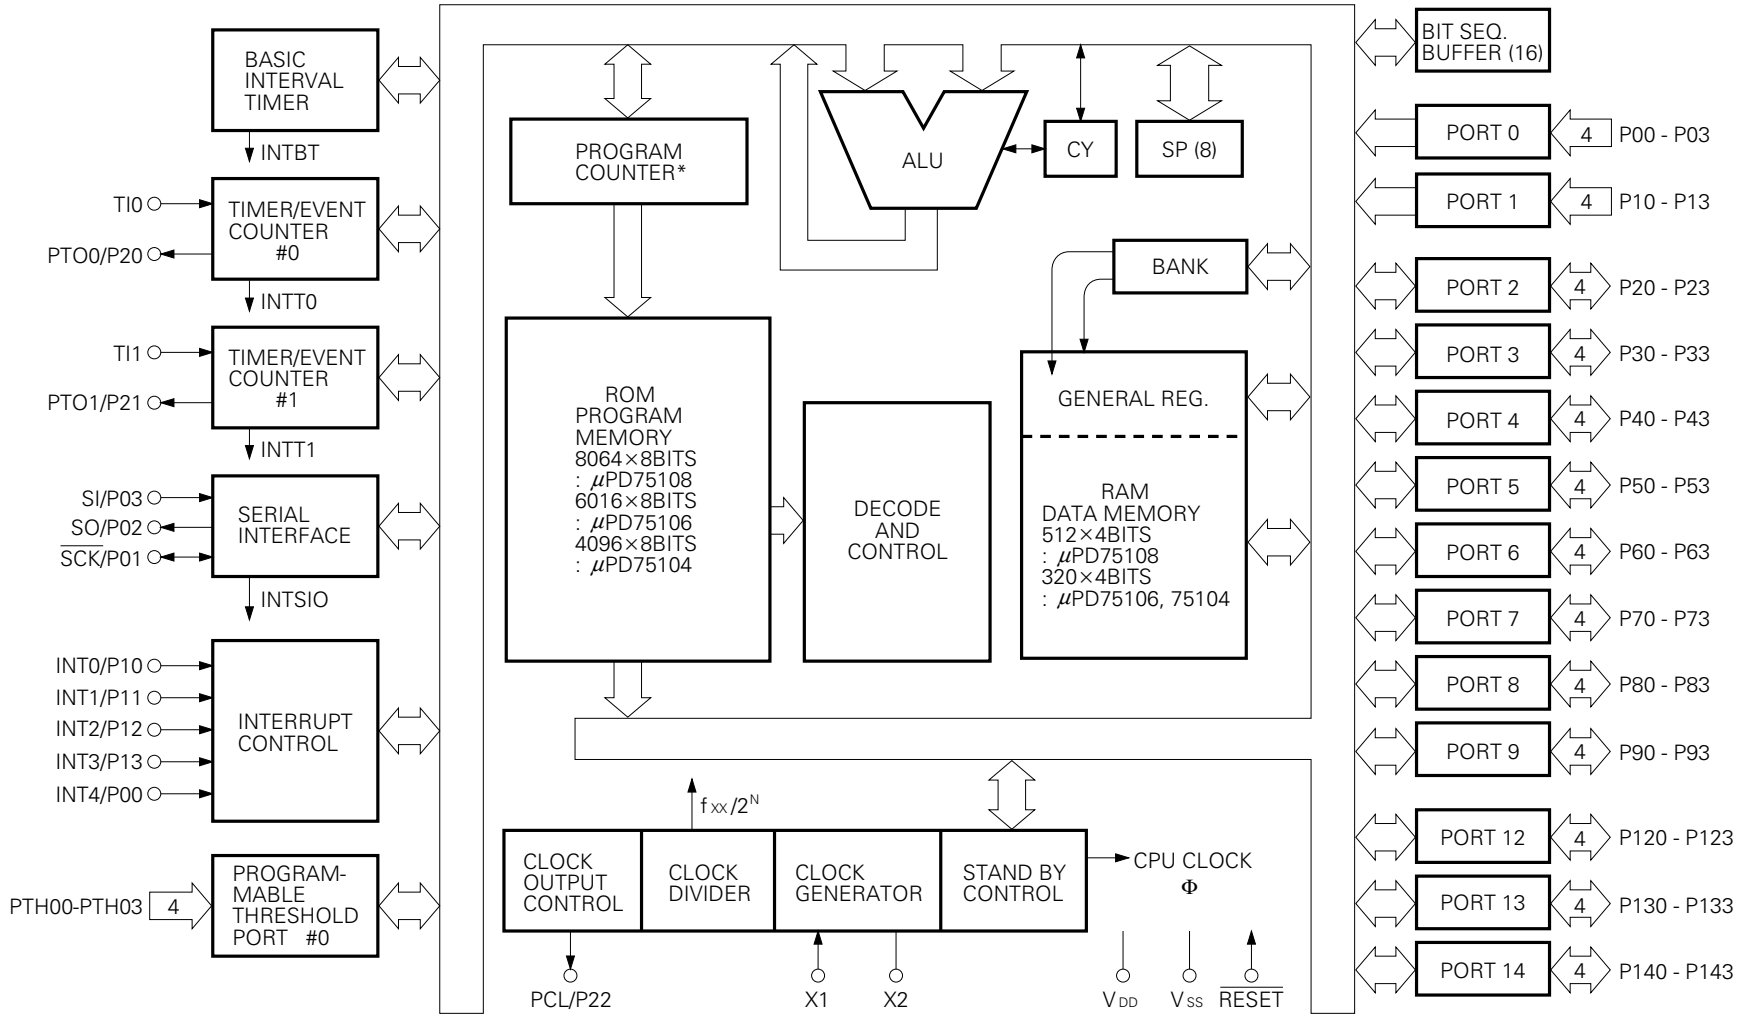 BASIC
INTERVAL
TIMER
INTBT
TI0
PTO0/P20
TIMER/EVENT
COUNTER
#0
INTT0
TI1
PTO1/P21
TIMER/EVENT
COUNTER
#1
INTT1
SI/P03
SO/P02
SCK/P01
SERIAL
INTERFACE
INTSIO
INT0/P10
INT1/P11
INT2/P12
INT3/P13
INT4/P00
INTERRUPT
CONTROL
PTH00-PTH03
4
PROGRAM-
MABLE
THRESHOLD
PORT #0
PROGRAM
COUNTER*
ALU
CY
SP (8)
BANK
ROM
PROGRAM
MEMORY
8064×8BITS
: μPD75108
6016×8BITS
: μPD75106
4096×8BITS
: μPD75104
DECODE
AND
CONTROL
GENERAL REG.
RAM
DATA MEMORY
512×4BITS
: μPD75108
320×4BITS
: μPD75106, 75104
fxx/2^N
CLOCK
OUTPUT
CONTROL
CLOCK
DIVIDER
CLOCK
GENERATOR
STAND BY
CONTROL
CPU CLOCK
Φ
PCL/P22
X1
X2
VDD
VSS
RESET
BIT SEQ.
BUFFER (16)
PORT 0
4
P00 - P03
PORT 1
4
P10 - P13
PORT 2
4
P20 - P23
PORT 3
4
P30 - P33
PORT 4
4
P40 - P43
PORT 5
4
P50 - P53
PORT 6
4
P60 - P63
PORT 7
4
P70 - P73
PORT 8
4
P80 - P83
PORT 9
4
P90 - P93
PORT 12
4
P120 - P123
PORT 13
4
P130 - P133
PORT 14
4
P140 - P143